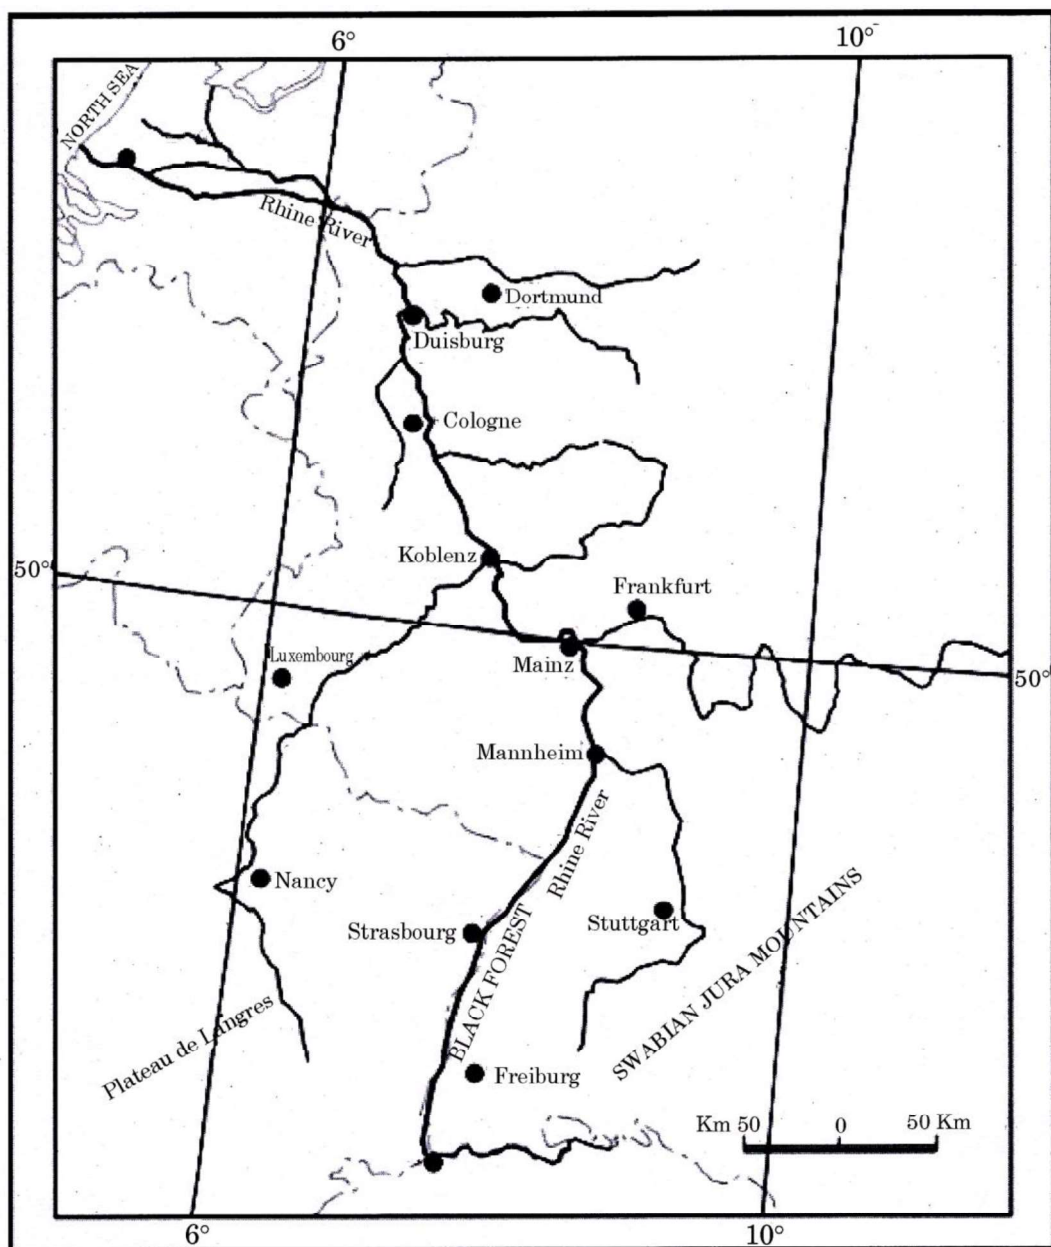 6°
10°
NORTH SEA
Rhine River
Dortmund
Duisburg
Cologne
Koblenz
50°
Frankfurt
Luxembourg
Mainz
50°
Mannheim
Rhine River
Nancy
Strasbourg
BLACK FOREST
Stuttgart
SWABIAN JURA MOUNTAINS
Plateau de Langres
Freiburg
Km 50 0 50 Km
6°
10°